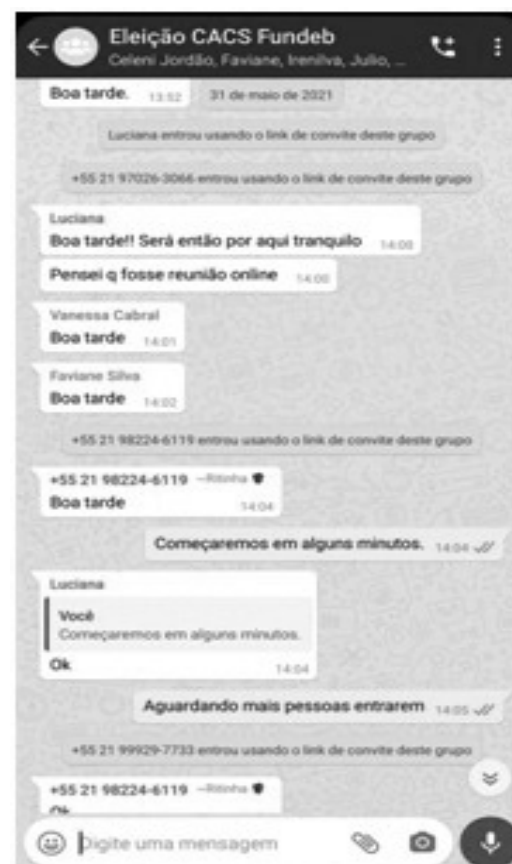 Eleição CACS Fundeb
Celeni Jordão, Faviane, Irenilva, Julio, ...
Boa tarde. 13:52
31 de maio de 2021
Luciana entrou usando o link de convite deste grupo
+55 21 97026-3066 entrou usando o link de convite deste grupo
Luciana
Boa tarde!! Será então por aqui tranquilo 14:00
Pensei q fosse reunião online 14:00
Vanessa Cabral
Boa tarde 14:01
Faviane Silva
Boa tarde 14:02
+55 21 98224-6119 entrou usando o link de convite deste grupo
+55 21 98224-6119 ~Ritinha
Boa tarde 14:04
Começaremos em alguns minutos. 14:04
Luciana
Você
Começaremos em alguns minutos.
Ok 14:04
Aguardando mais pessoas entrarem 14:05
+55 21 99929-7733 entrou usando o link de convite deste grupo
+55 21 98224-6119 ~Ritinha
Ok
Digite uma mensagem